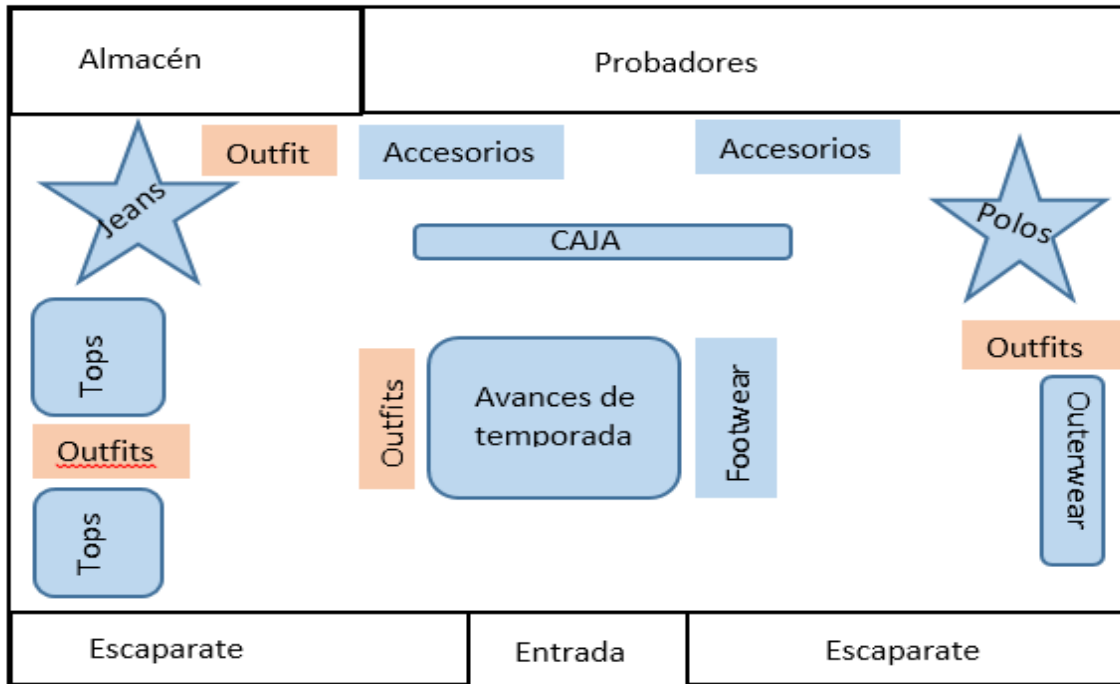 Almacén
Probadores
Outfit
Accesorios
Accesorios
Jeans
Polos
CAJA
Tops
Outfits
Avances de
temporada
Footwear
Outfits
Outerwear
Outfits
Tops
Escaparate
Entrada
Escaparate